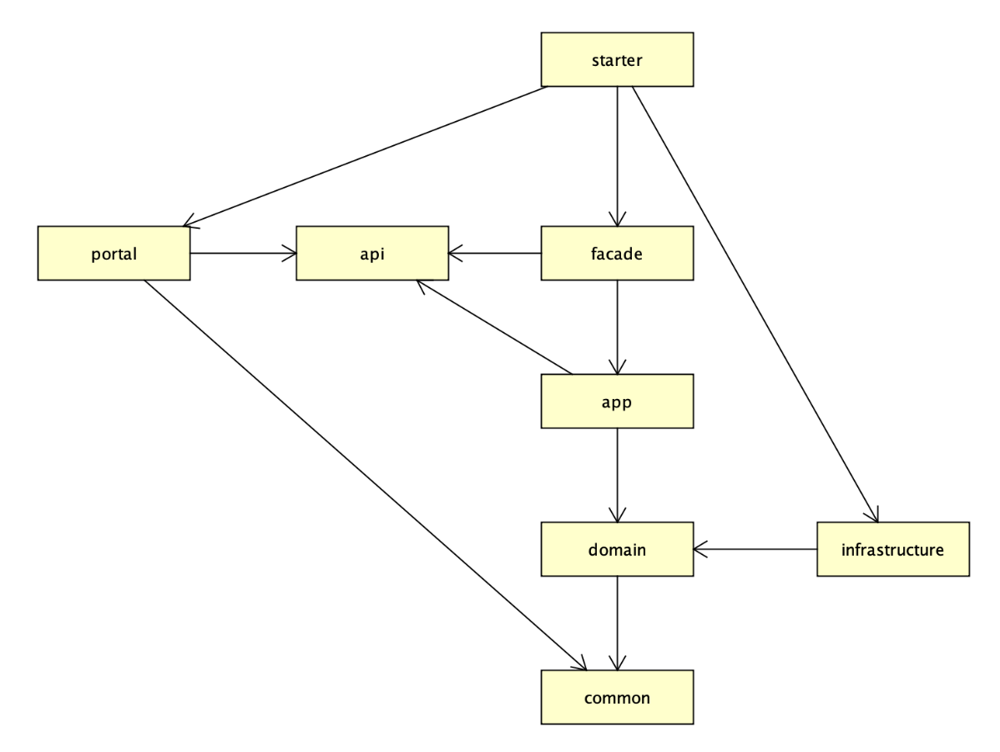 starter
portal
api
facade
app
domain
infrastructure
common